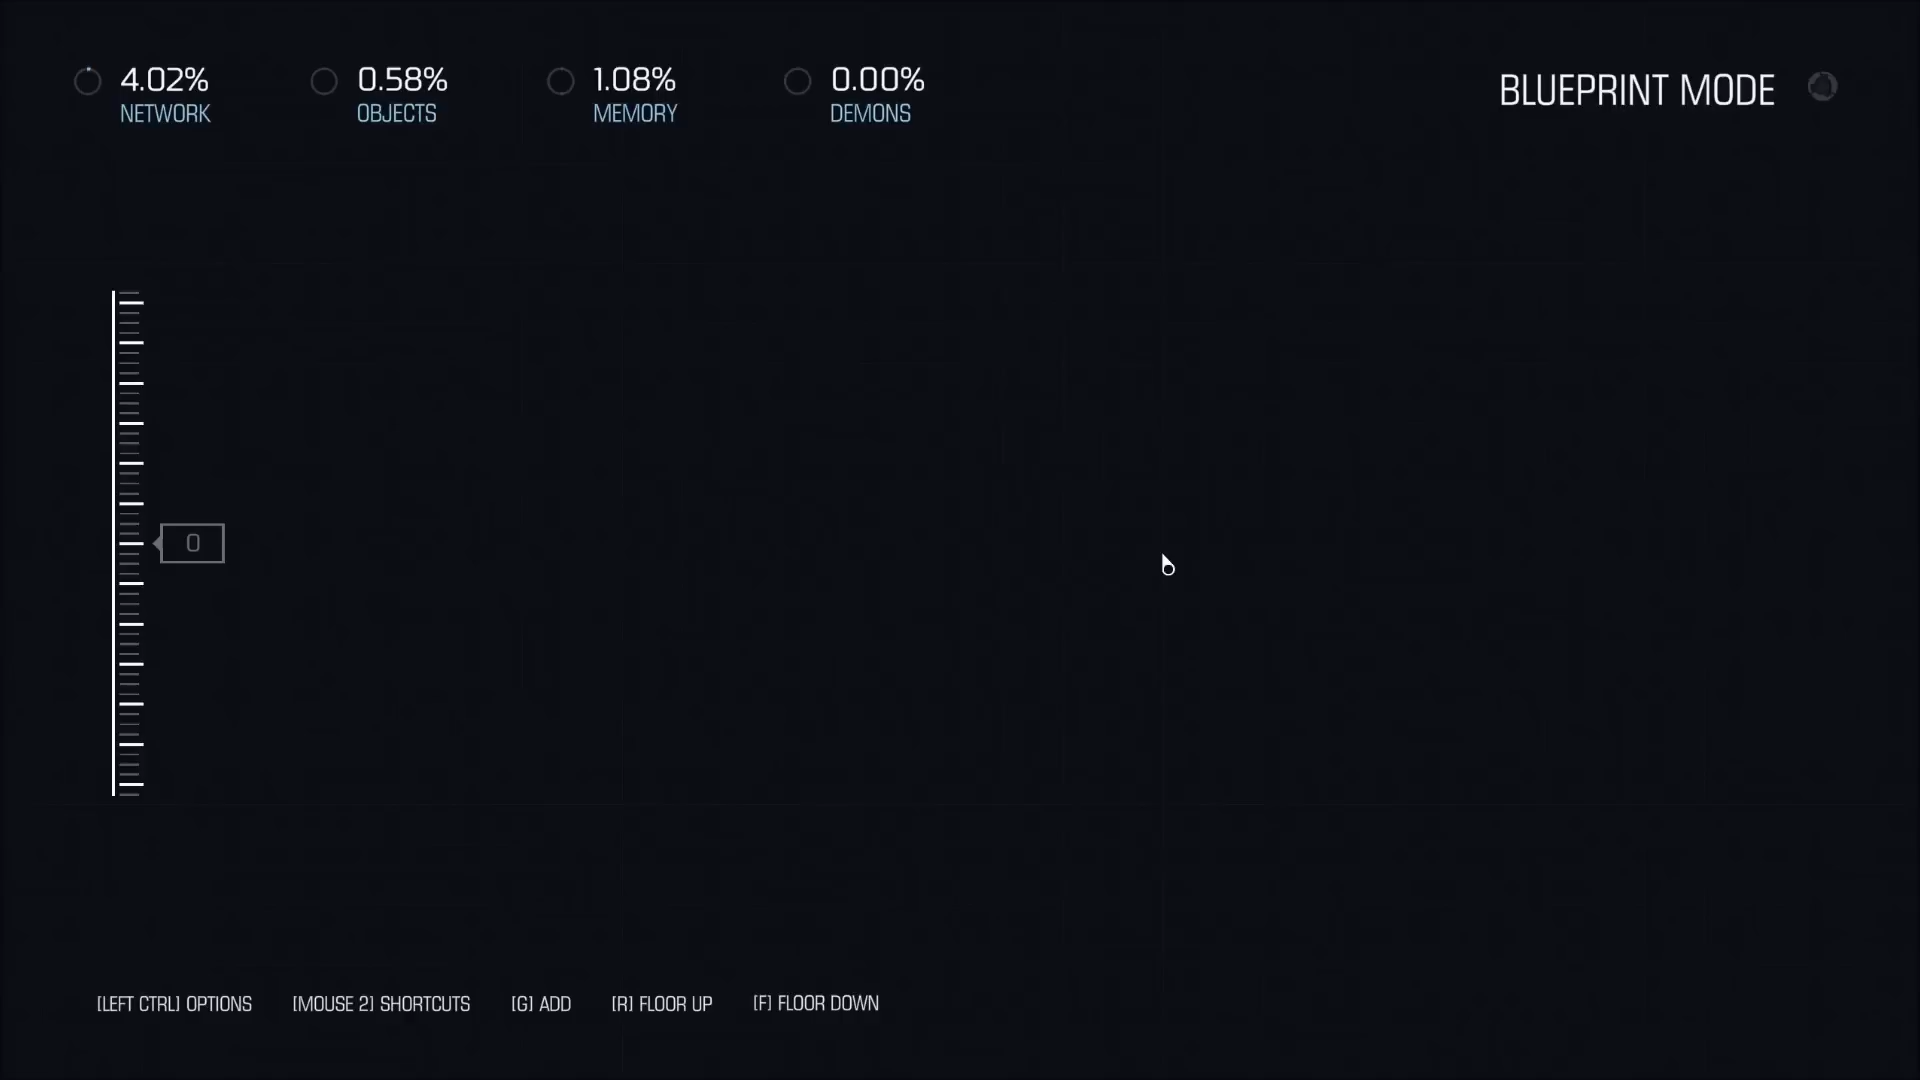 4.02%
NETWORK
0.58%
OBJECTS
1.08%
MEMORY
0.00%
DEMONS
BLUEPRINT MODE
0
[LEFT CTRL] OPTIONS
[MOUSE 2] SHORTCUTS
[G] ADD
[R] FLOOR UP
[F] FLOOR DOWN